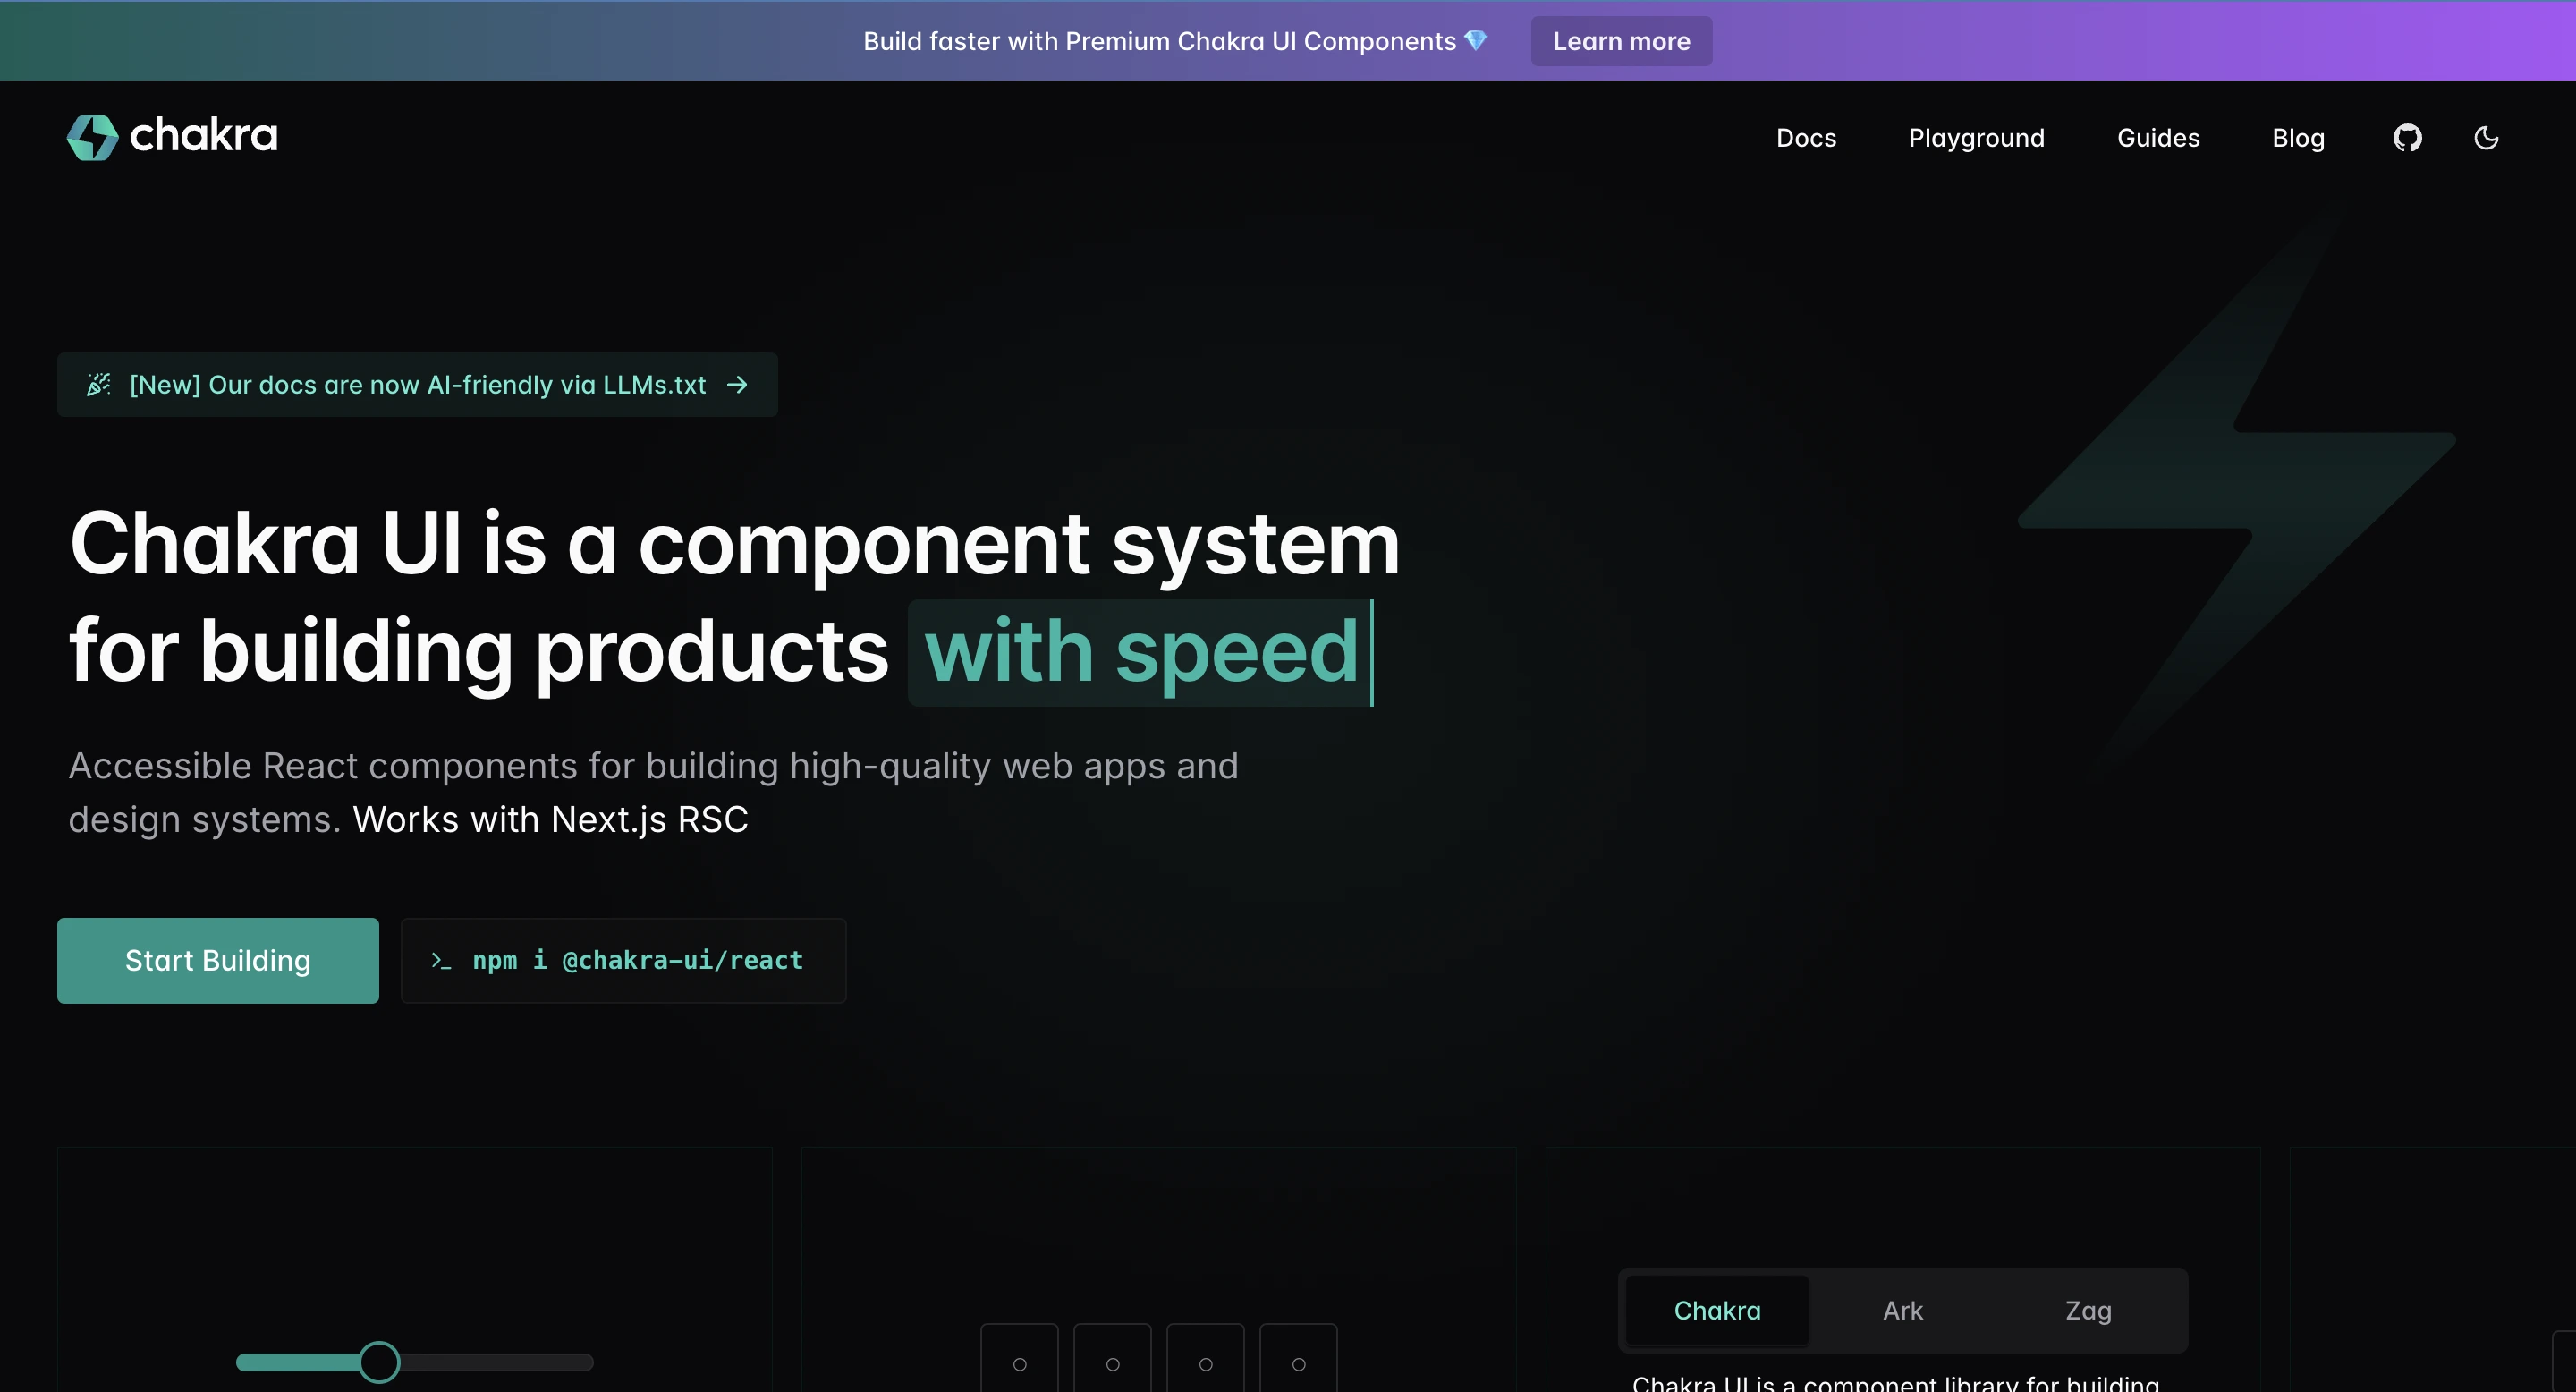 Build faster with Premium Chakra UI Components 💎 Learn more
chakra Docs Playground Guides Blog
[New] Our docs are now AI-friendly via LLMs.txt →
Chakra UI is a component system
for building products with speed
Accessible React components for building high-quality web apps and
design systems. Works with Next.js RSC
Start Building >_ npm i @chakra-ui/react
Chakra Ark Zag
Chakra UI is a component library for building